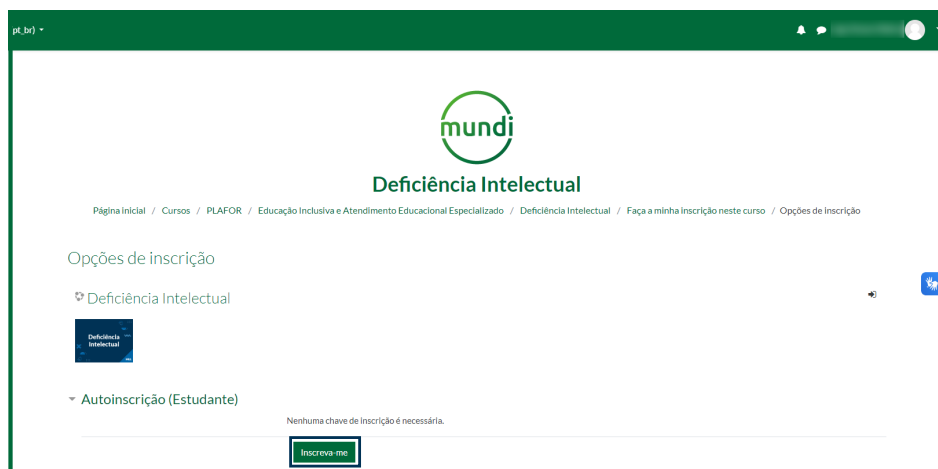 pt_br)
mundi
Deficiência Intelectual
Página inicial / Cursos / PLAFOR / Educação Inclusiva e Atendimento Educacional Especializado / Deficiência Intelectual / Faça a minha inscrição neste curso / Opções de inscrição
Opções de inscrição
Deficiência Intelectual
Deficiência
Intelectual
Autoinscrição (Estudante)
Nenhuma chave de inscrição é necessária.
Inscreva-me